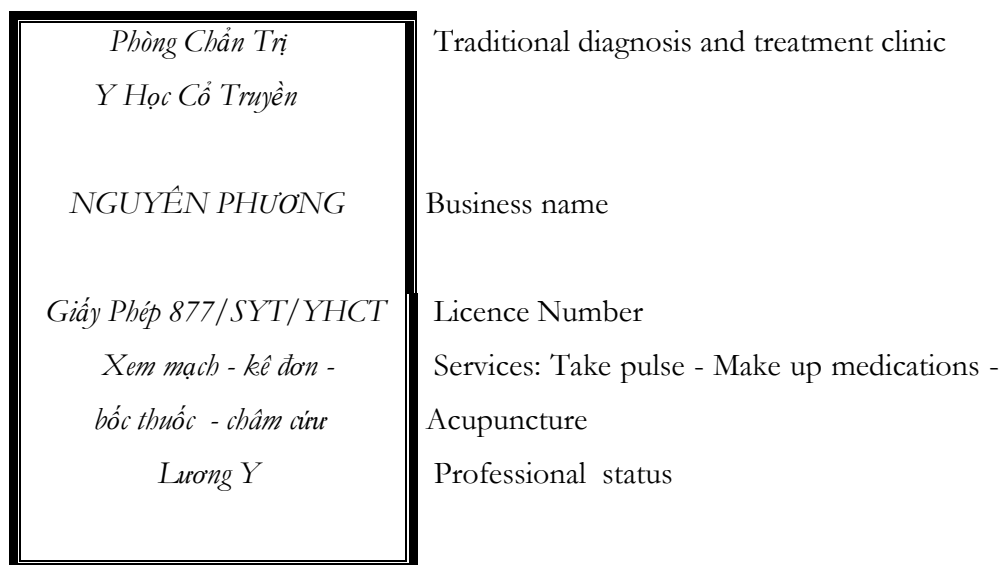 Phòng Chẩn Trị Traditional diagnosis and treatment clinic
Y Học Cổ Truyền
NGUYÊN PHƯƠNG Business name
Giấy Phép 877/SYT/YHCT Licence Number
Xem mạch - kê đơn - Services: Take pulse - Make up medications -
bốc thuốc - châm cứu Acupuncture
Lương Y Professional status